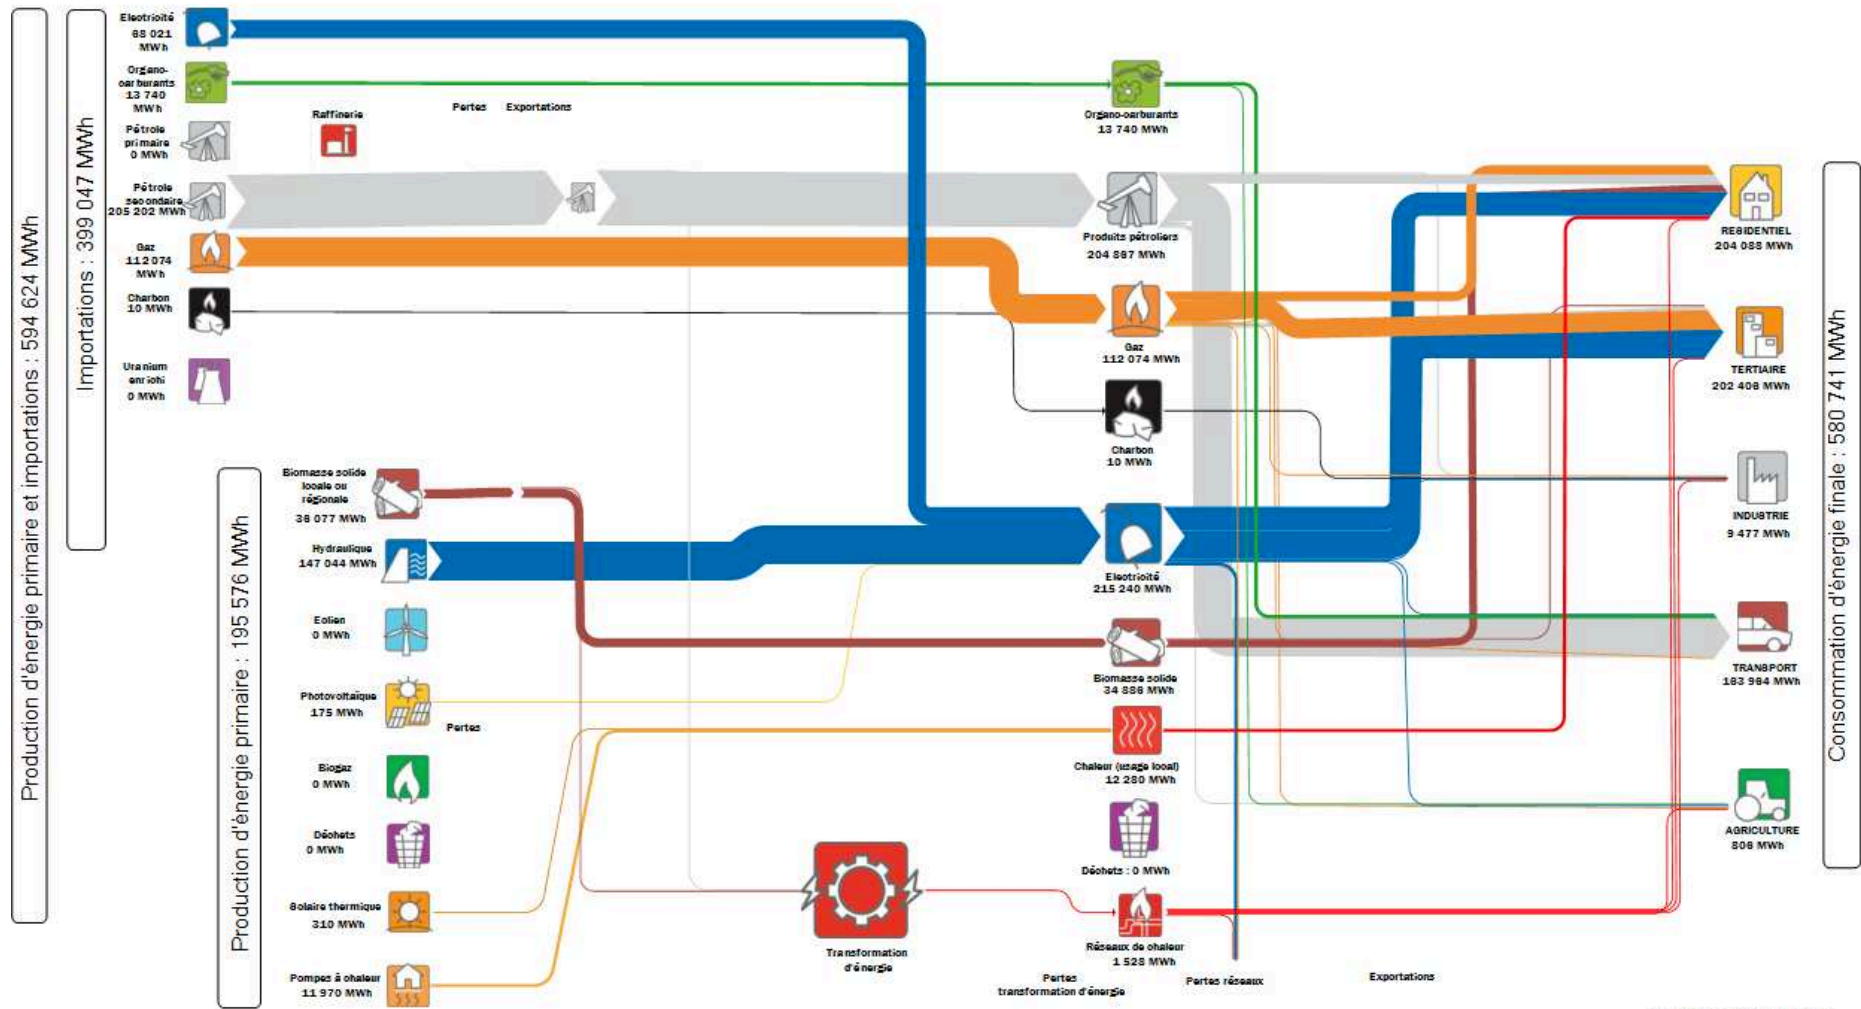 Production d'énergie primaire et importations : 594 624 MWh
Importations : 399 047 MWh
Electricité
68 021
MWh
Organo-
carburants
13 740
MWh
Pétrole
primaire
0 MWh
Pétrole
secondaire
205 202 MWh
Gaz
112 074
MWh
Charbon
10 MWh
Uranium
enrichi
0 MWh
Raffinerie
Pertes
Exportations
Production d'énergie primaire : 195 576 MWh
Biomasse solide
locale ou
régionale
36 077 MWh
Hydraulique
147 044 MWh
Eolien
0 MWh
Photovoltaïque
175 MWh
Pertes
Biogaz
0 MWh
Déchets
0 MWh
Solaire thermique
310 MWh
Pompes à chaleur
11 970 MWh
Transformation
d'énergie
Organo-carburants
13 740 MWh
Produits pétroliers
204 867 MWh
Gaz
112 074 MWh
Charbon
10 MWh
Electricité
215 240 MWh
Biomasse solide
34 886 MWh
Chaleur (usage local)
12 280 MWh
Déchets : 0 MWh
Réseaux de chaleur
1 528 MWh
Pertes
transformation d'énergie
Pertes réseaux
Exportations
RESIDENTIEL
204 088 MWh
TERTIAIRE
202 406 MWh
INDUSTRIE
9 477 MWh
TRANSPORT
163 964 MWh
AGRICULTURE
806 MWh
Consommation d'énergie finale : 580 741 MWh